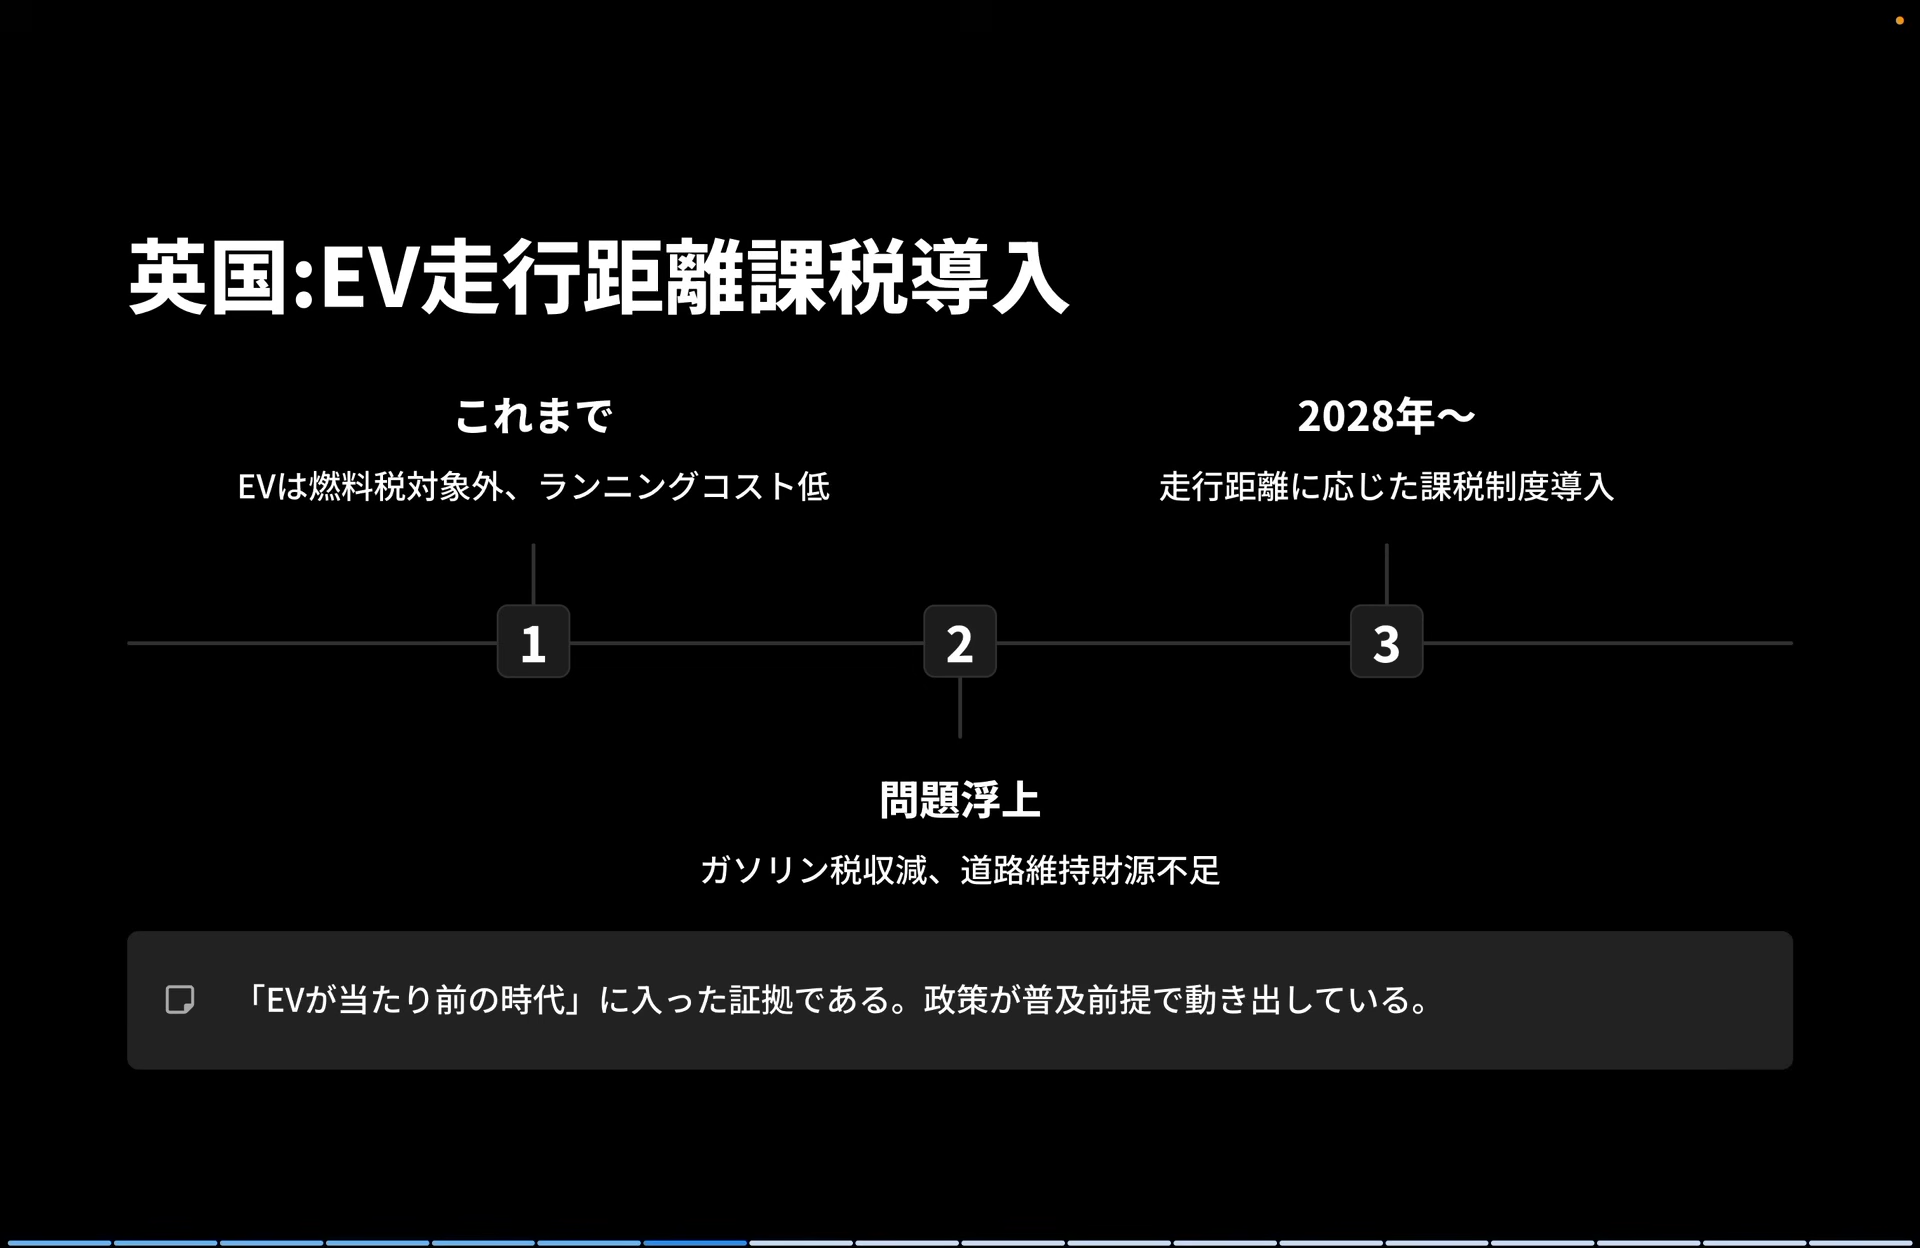 英国:EV走行距離課税導入
これまで
EVは燃料税対象外、ランニングコスト低
2028年〜
走行距離に応じた課税制度導入
1
2
3
問題浮上
ガソリン税収減、道路維持財源不足
「EVが当たり前の時代」に入った証拠である。政策が普及前提で動き出している。